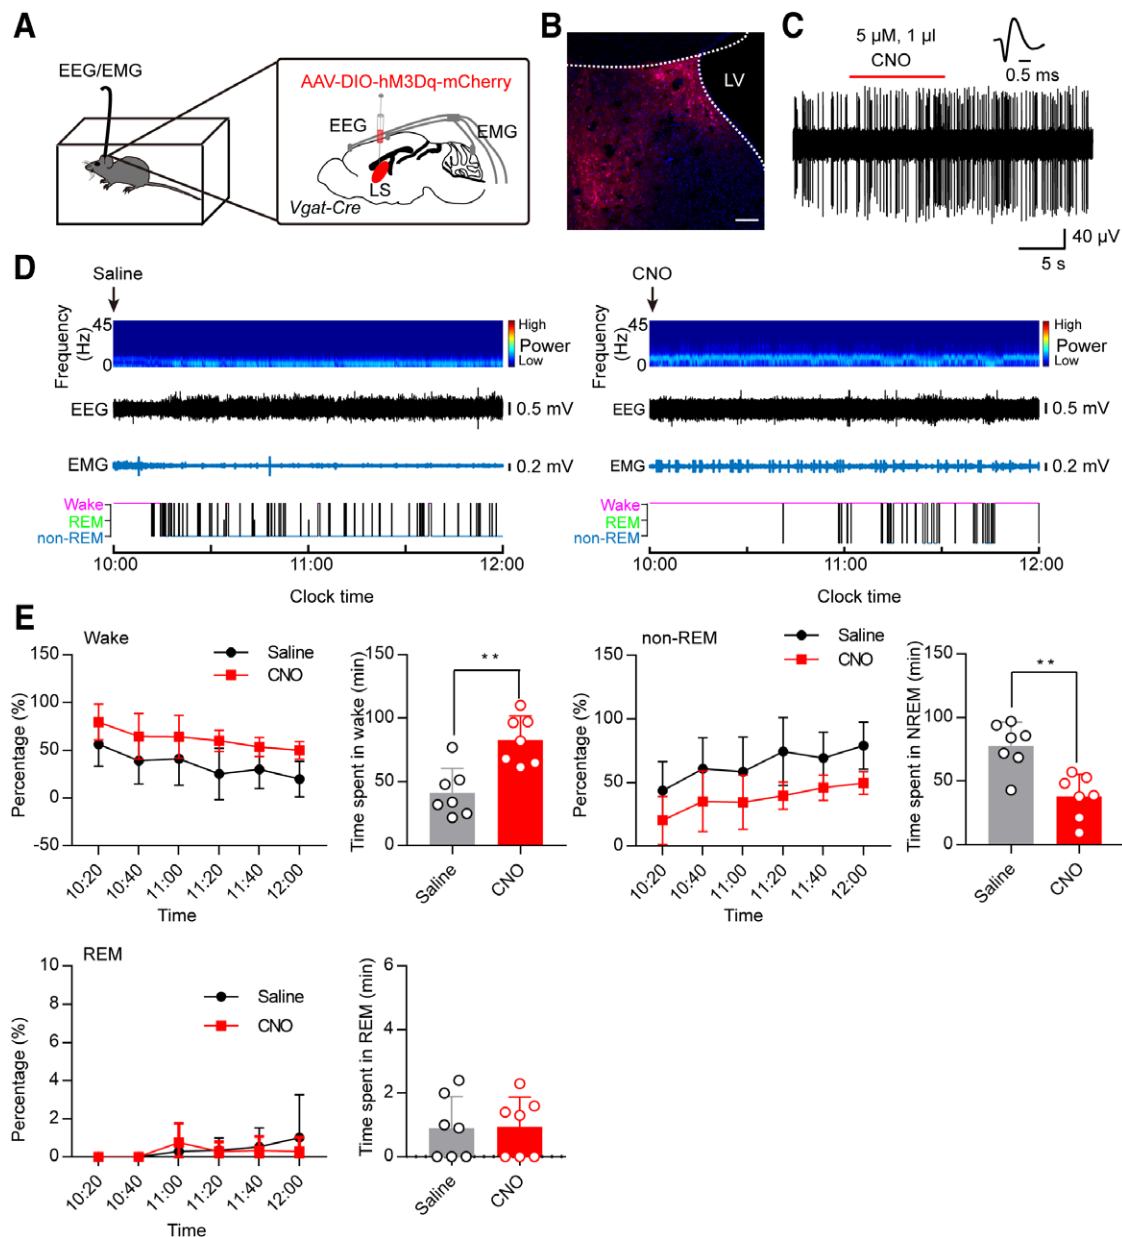 A
EEG/EMG
AAV-DIO-hM3Dq-mCherry
EEG
EMG
LS
Vgat-Cre
B
LV
C
5 µM, 1 µl
CNO
0.5 ms
40 µV
5 s
D
Saline
Frequency
(Hz)
45
0
High
Power
Low
EEG
0.5 mV
EMG
0.2 mV
Wake
REM
non-REM
10:00
11:00
12:00
Clock time
CNO
Frequency
(Hz)
45
0
High
Power
Low
EEG
0.5 mV
EMG
0.2 mV
Wake
REM
non-REM
10:00
11:00
12:00
Clock time
E
Wake
Saline
CNO
Percentage (%)
150
100
50
0
-50
10:20
10:40
11:00
11:20
11:40
12:00
Time
Time spent in wake (min)
150
100
50
0
**
Saline
CNO
non-REM
Saline
CNO
Percentage (%)
150
100
50
0
10:20
10:40
11:00
11:20
11:40
12:00
Time
Time spent in NREM (min)
150
100
50
0
**
Saline
CNO
REM
Saline
CNO
Percentage (%)
10
8
6
4
2
0
10:20
10:40
11:00
11:20
11:40
12:00
Time
Time spent in REM (min)
6
4
2
0
Saline
CNO